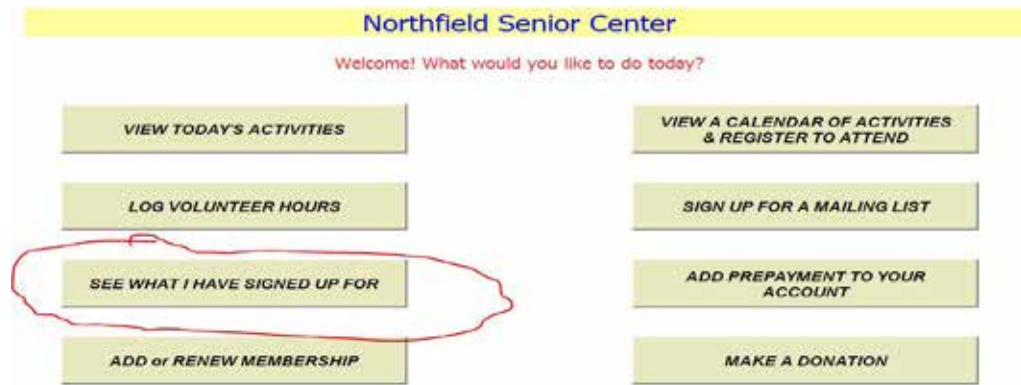 Northfield Senior Center
Welcome! What would you like to do today?
VIEW TODAY'S ACTIVITIES
VIEW A CALENDAR OF ACTIVITIES
& REGISTER TO ATTEND
LOG VOLUNTEER HOURS
SIGN UP FOR A MAILING LIST
SEE WHAT I HAVE SIGNED UP FOR
ADD PREPAYMENT TO YOUR
ACCOUNT
ADD or RENEW MEMBERSHIP
MAKE A DONATION